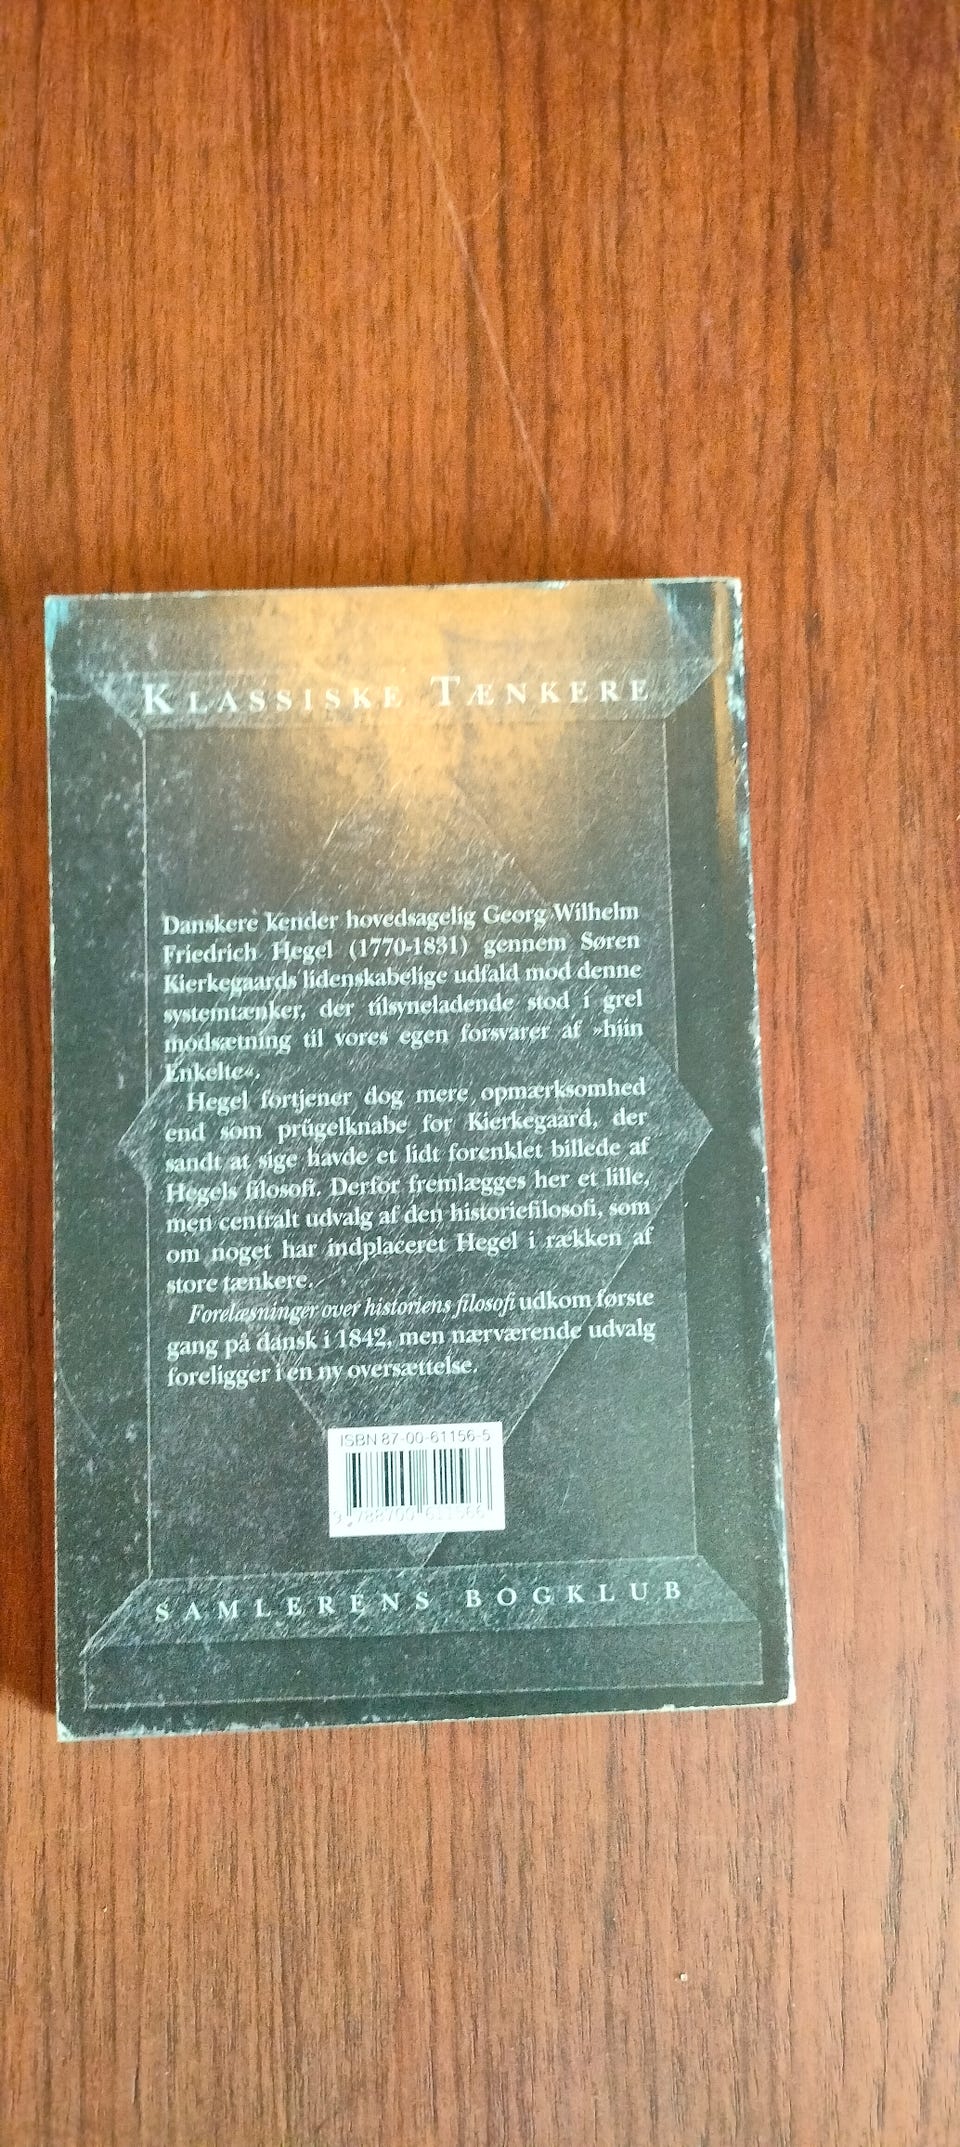 KLASSISKE TÆNKERE
Danskere kender hovedsagelig Georg Wilhelm
Friedrich Hegel (1770-1831) gennem Søren
Kierkegaards lidenskabelige udfald mod denne
systemtænker, der tilsyneladende stod i grel
modsætning til vores egen forsvarer af »hiin
Enkelte«.
Hegel fortjener dog mere opmærksomhed
end som prügelknabe for Kierkegaard, der
sandt at sige havde et lidt forenklet billede af
Hegels filosofi. Derfor fremlægges her et lille,
men centralt udvalg af den historiefilosofi, som
om noget har indplaceret Hegel i rækken af
store tænkere.
Forelæsninger over historiens filosofi udkom første
gang på dansk i 1842, men nærværende udvalg
foreligger i en ny oversættelse.
ISBN 87-00-61156-5
9 788700 611566
SAMLERENS BOGKLUB